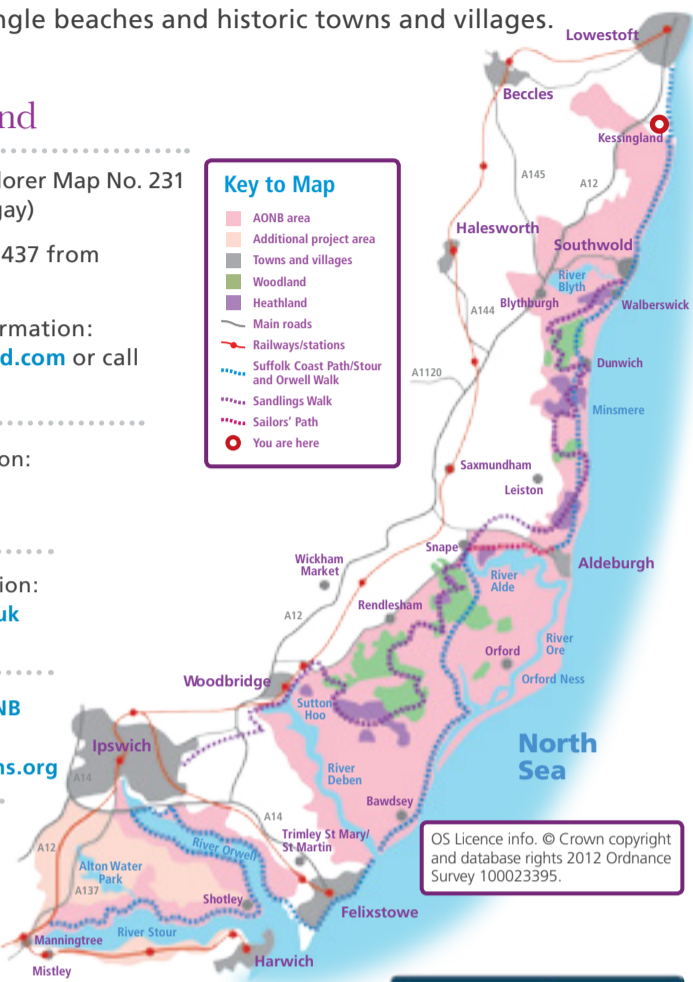 ngle beaches and historic towns and villages.
nd
lorer Map No. 231
gay)
437 from
rmation:
d.com or call
on:
ion:
uk
NB
ns.org
Key to Map
AONB area
Additional project area
Towns and villages
Woodland
Heathland
Main roads
Railways/stations
Suffolk Coast Path/Stour
and Orwell Walk
Sandlings Walk
Sailors' Path
You are here
Lowestoft
Beccles
Kessingland
A145
A12
Halesworth
Southwold
River
Blyth
Blythburgh
Walberswick
A144
Dunwich
A1120
Minsmere
Saxmundham
Leiston
Snape
Aldeburgh
Wickham
Market
River
Alde
Rendlesham
A12
River
Ore
Orford
Woodbridge
Orford Ness
Sutton
Hoo
Ipswich
North
Sea
River
Deben
A14
Bawdsey
A14
Trimley St Mary/
St Martin
A12
River Orwell
Alton Water
Park
A137
Shotley
Felixstowe
River Stour
Manningtree
Harwich
Mistley
OS Licence info. © Crown copyright
and database rights 2012 Ordnance
Survey 100023395.